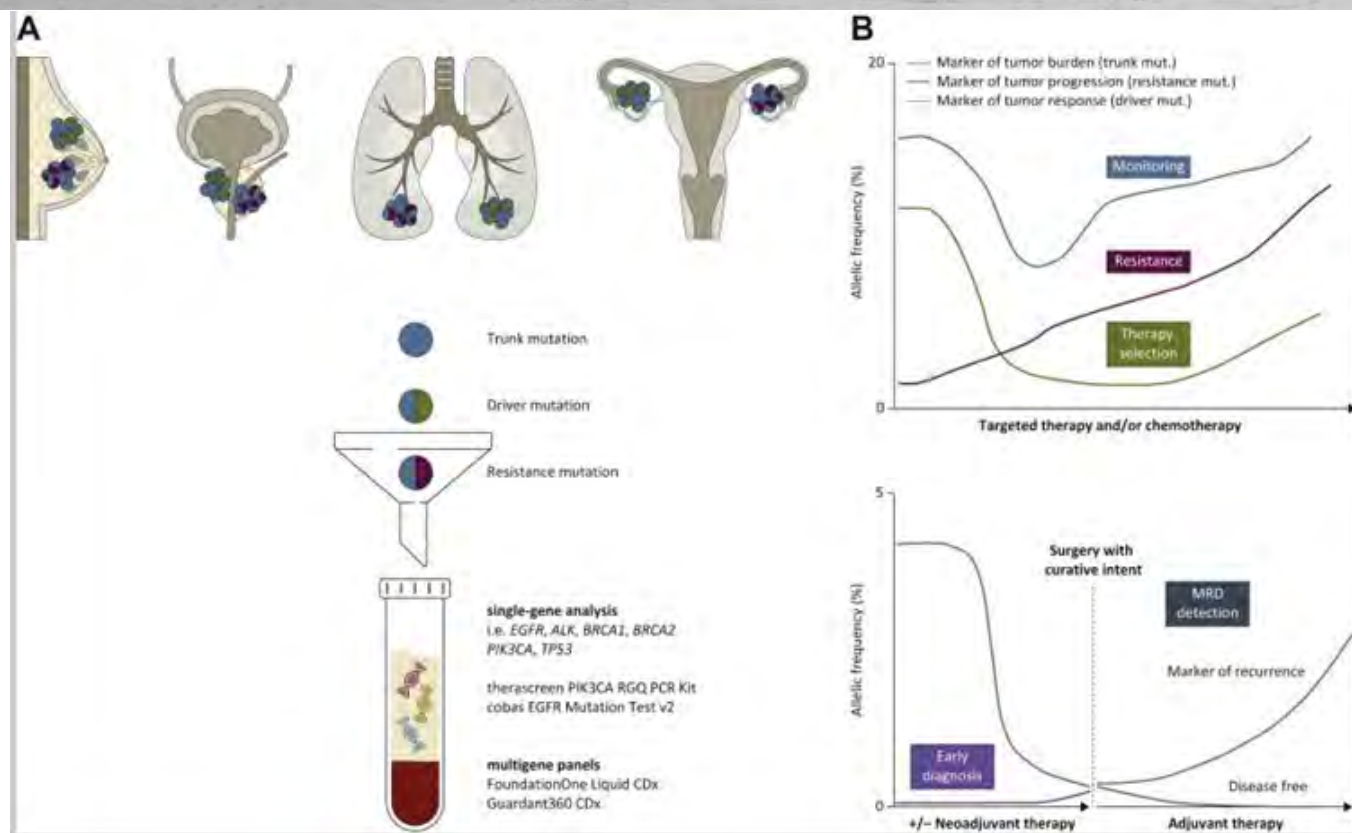 A
Trunk mutation
Driver mutation
Resistance mutation
single-gene analysis
i.e. EGFR, ALK, BRCA1, BRCA2
PIK3CA, TP53
therascreen PIK3CA RGQ PCR Kit
cobas EGFR Mutation Test v2
multigene panels
FoundationOne Liquid CDx
Guardant360 CDx
B
20
Marker of tumor burden (trunk mut.)
Marker of tumor progression (resistance mut.)
Marker of tumor response (driver mut.)
Allelic frequency (%)
Monitoring
Resistance
Therapy
selection
0
Targeted therapy and/or chemotherapy
5
Allelic frequency (%)
Surgery with
curative intent
MRD
detection
Marker of recurrence
Early
diagnosis
Disease free
0
+/− Neoadjuvant therapy
Adjuvant therapy